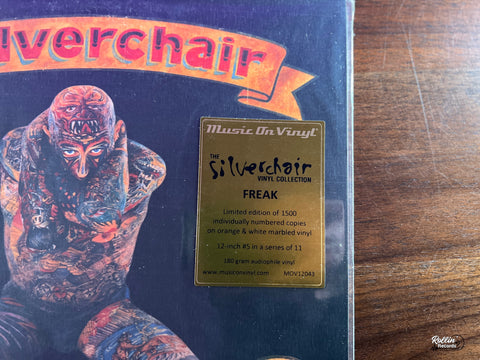 lverchair
Music On Vinyl®
THE
Silverchair
VINYL COLLECTION
FREAK
Limited edition of 1500
individually numbered copies
on orange & white marbled vinyl
12-inch #5 in a series of 11
180 gram audiophile vinyl
www.musiconvinyl.com MOV12043
Rollin
Records